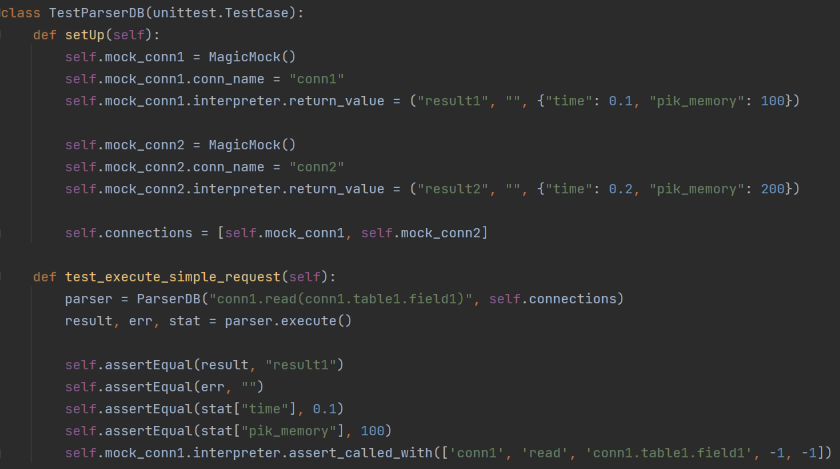 class TestParserDB(unittest.TestCase):
    def setUp(self):
        self.mock_conn1 = MagicMock()
        self.mock_conn1.conn_name = "conn1"
        self.mock_conn1.interpreter.return_value = ("result1", "", {"time": 0.1, "pik_memory": 100})

        self.mock_conn2 = MagicMock()
        self.mock_conn2.conn_name = "conn2"
        self.mock_conn2.interpreter.return_value = ("result2", "", {"time": 0.2, "pik_memory": 200})

        self.connections = [self.mock_conn1, self.mock_conn2]

    def test_execute_simple_request(self):
        parser = ParserDB("conn1.read(conn1.table1.field1)", self.connections)
        result, err, stat = parser.execute()

        self.assertEqual(result, "result1")
        self.assertEqual(err, "")
        self.assertEqual(stat["time"], 0.1)
        self.assertEqual(stat["pik_memory"], 100)
        self.mock_conn1.interpreter.assert_called_with(['conn1', 'read', 'conn1.table1.field1', -1, -1])